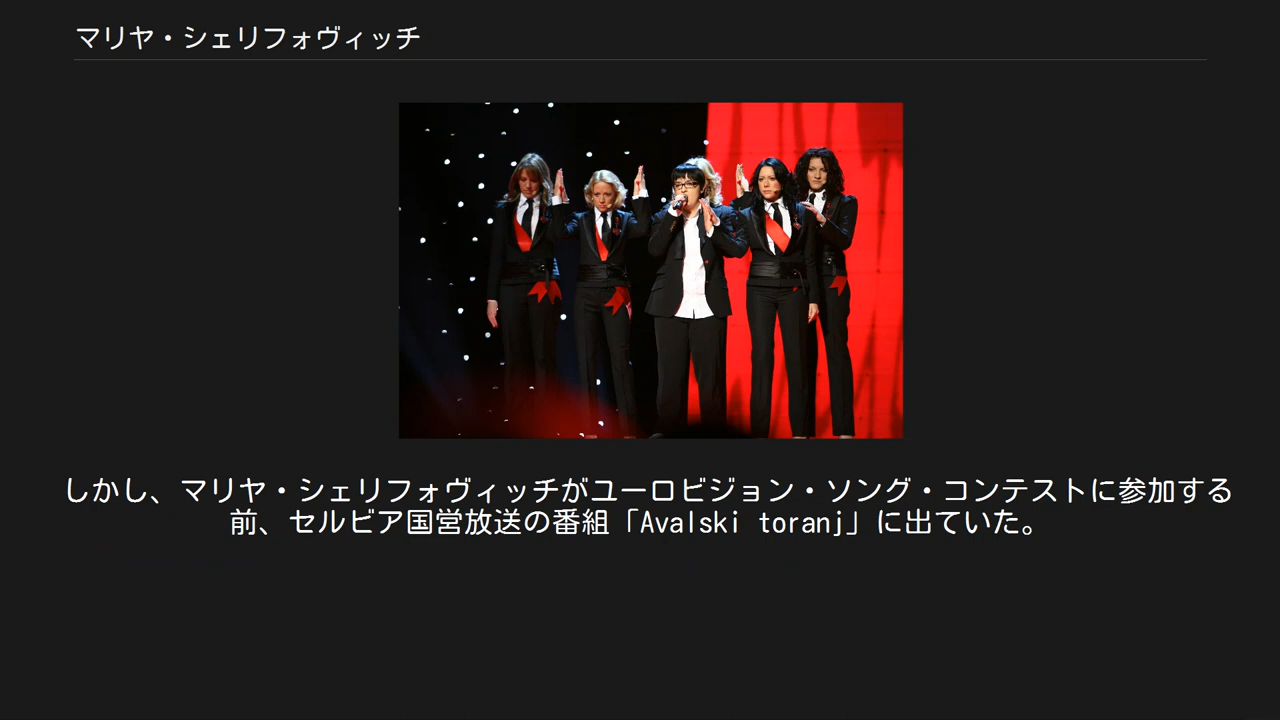 マリヤ・シェリフォヴィッチ
しかし、マリヤ・シェリフォヴィッチがユーロビジョン・ソング・コンテストに参加する
前、セルビア国営放送の番組「Avalski toranj」に出ていた。